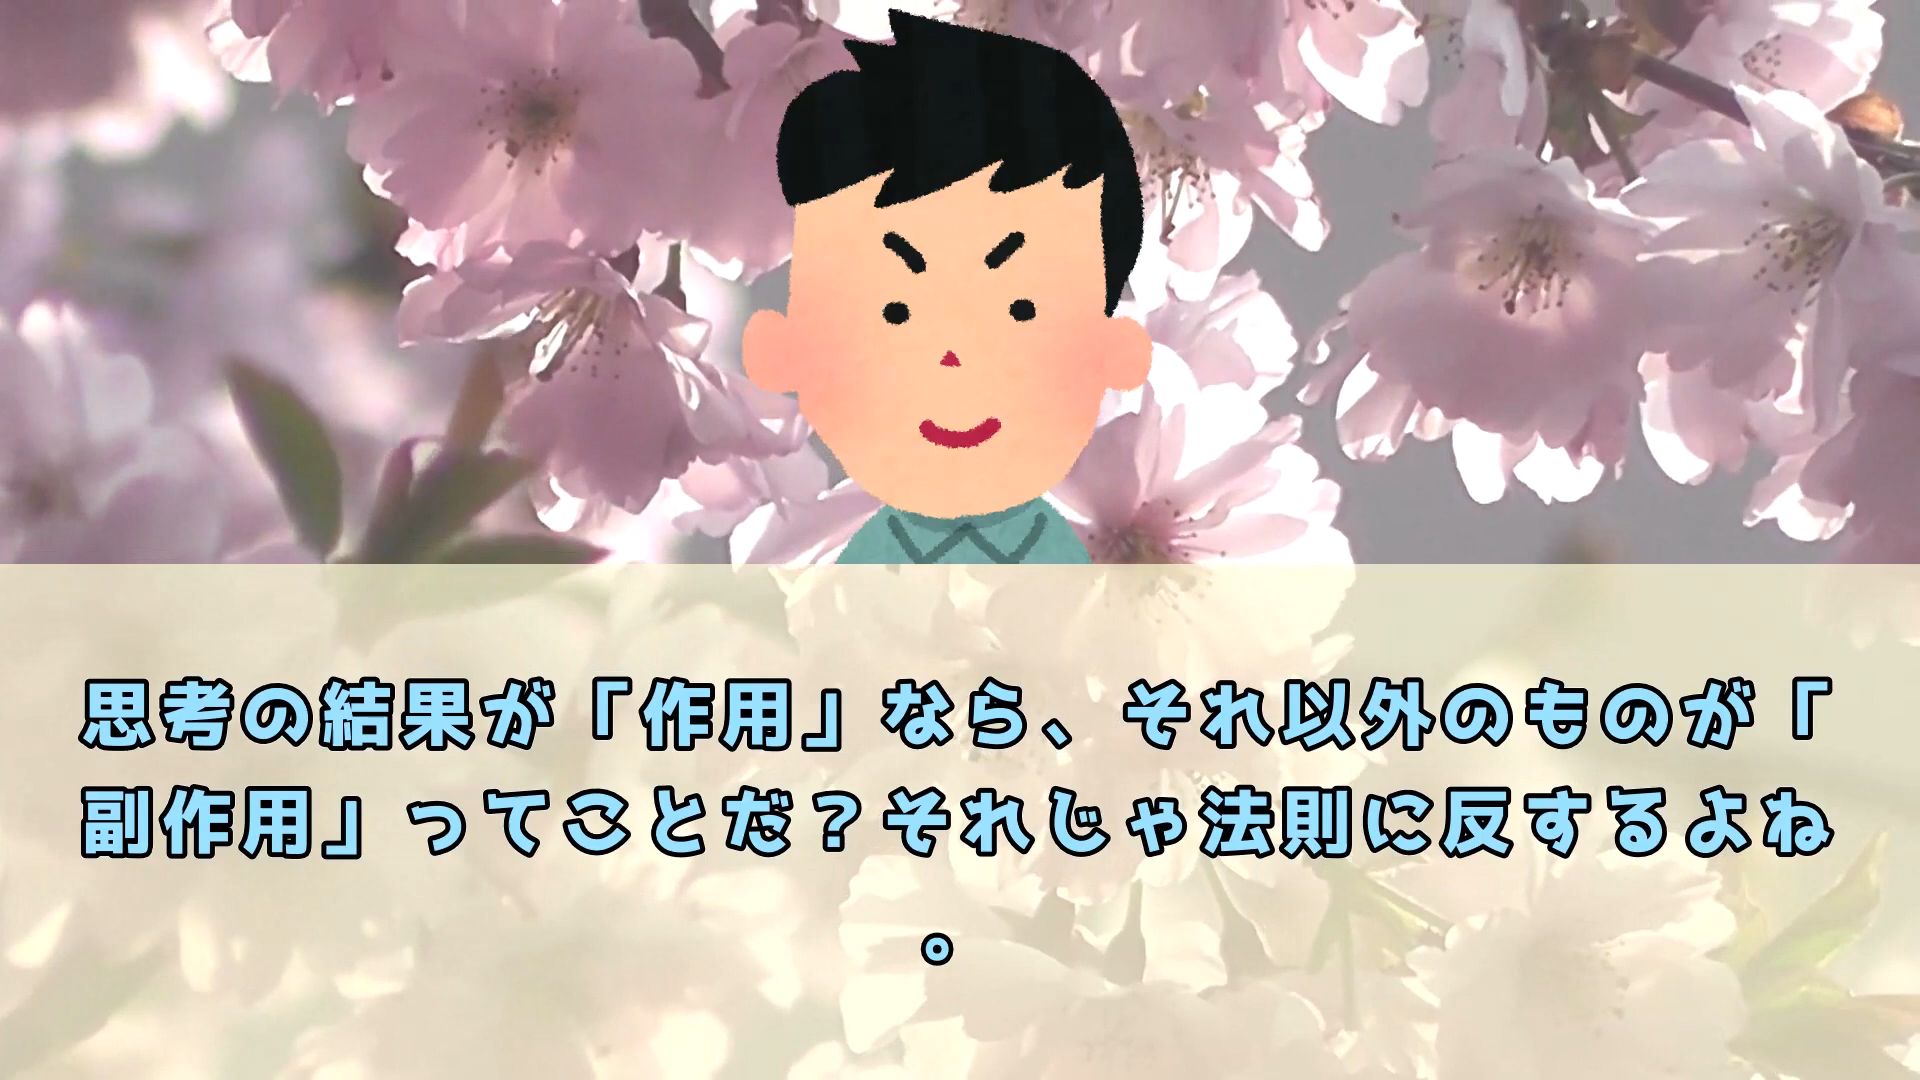 思考の結果が「作用」なら、それ以外のものが「
副作用」ってことだ？それじゃ法則に反するよね
。